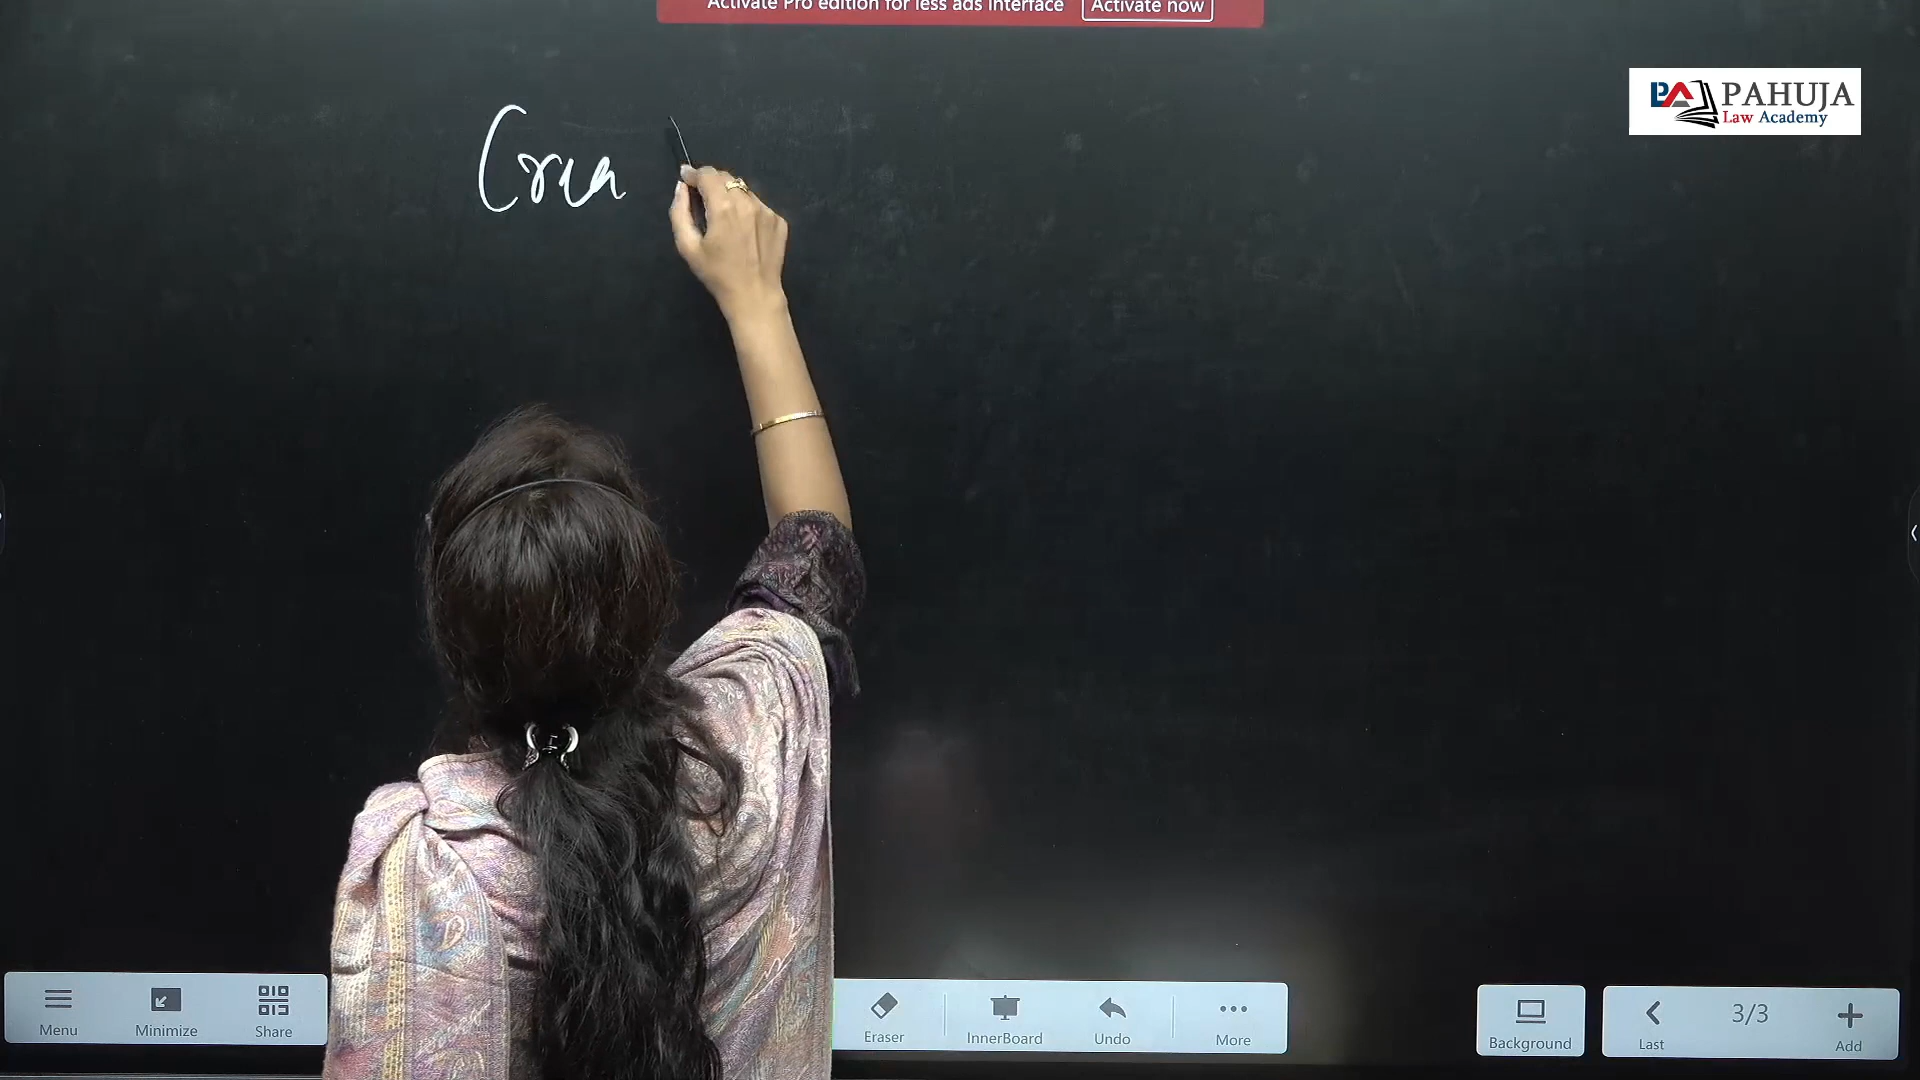 Activate Pro edition for less ads interface Activate now
PAHUJA
Law Academy
Menu Minimize Share Eraser InnerBoard Undo More Background Last 3/3 Add